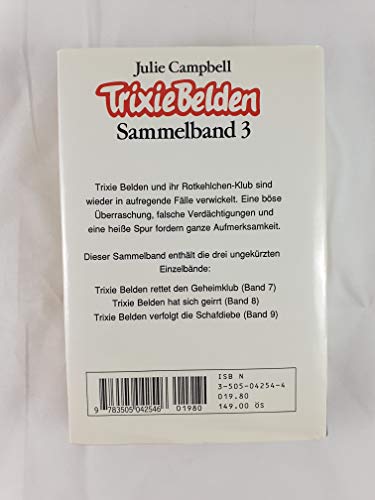 Julie Campbell
Trixie Belden
Sammelband 3
Trixie Belden und ihr Rotkehlchen-Klub sind
wieder in aufregende Fälle verwickelt. Eine böse
Überraschung, falsche Verdächtigungen und
eine heiße Spur fordern ganze Aufmerksamkeit.
Dieser Sammelband enthält die drei ungekürzten
Einzelbände:
Trixie Belden rettet den Geheimklub (Band 7)
Trixie Belden hat sich geirrt (Band 8)
Trixie Belden verfolgt die Schafdiebe (Band 9)
ISBN
3-505-04254-4
019.80
149.00 ÖS
9 783505 042546 01980